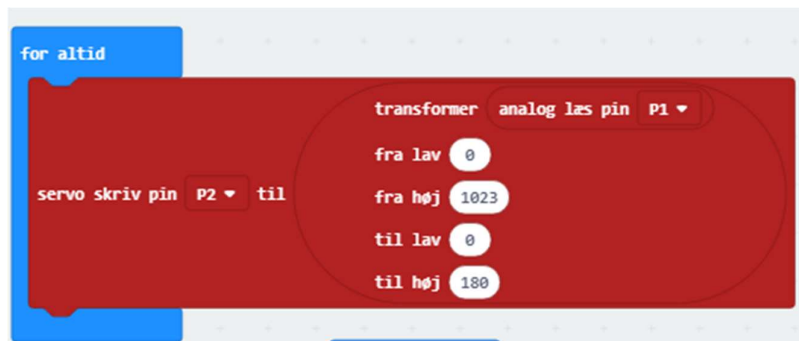 for altid
transformer analog læs pin P1
fra lav 0
servo skriv pin P2 til
fra høj 1023
til lav 0
til høj 180